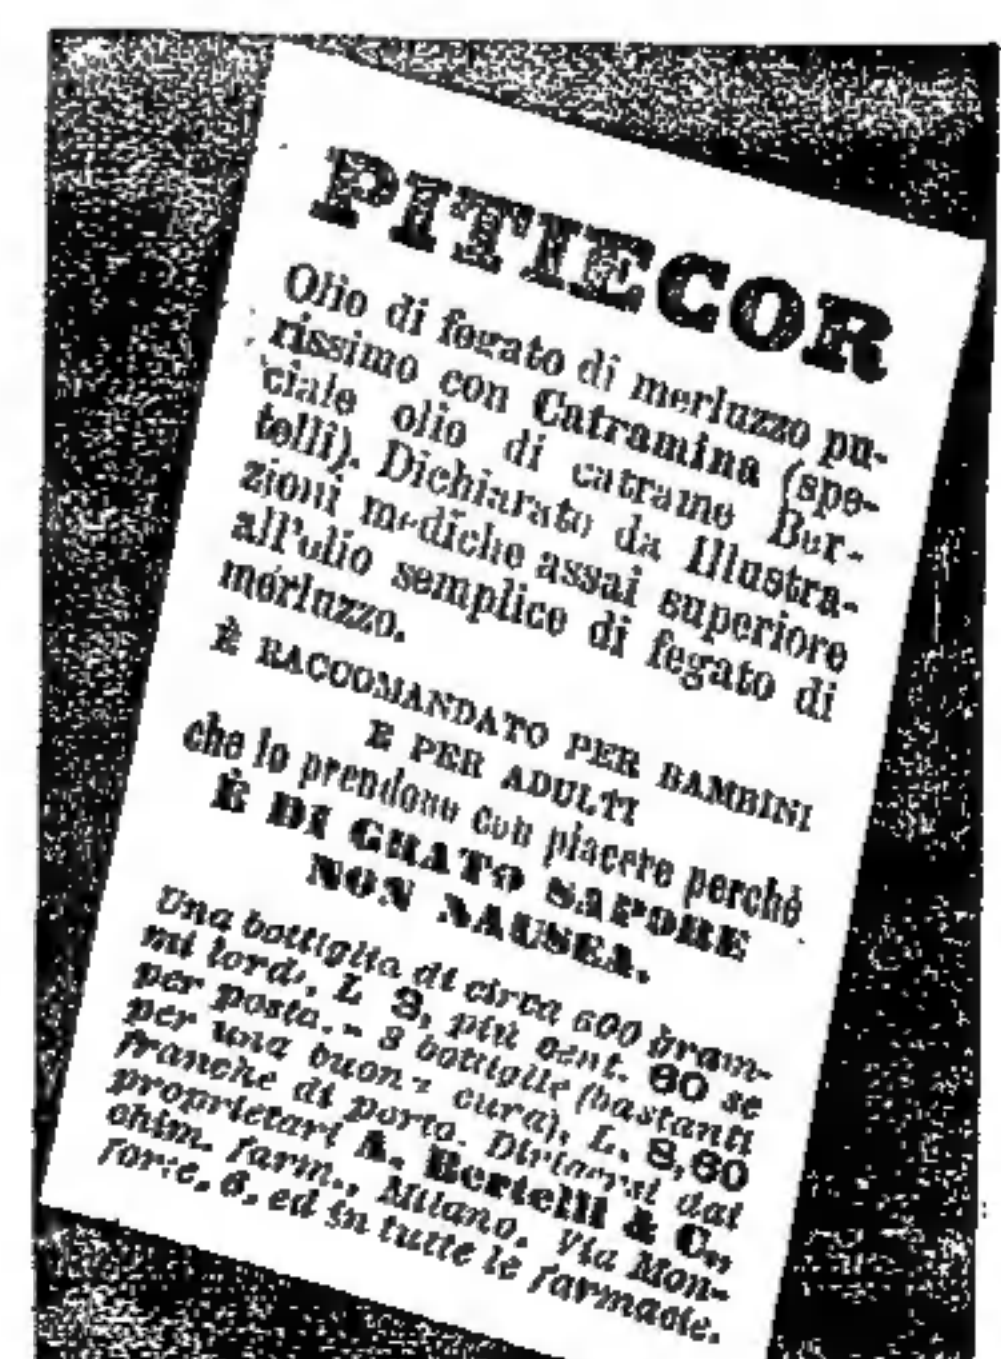 PITIECOR
Olio di fegato di merluzzo pu-
rissimo con Catramina (spe-
ciale olio di catrame Ber-
telli). Dichiarato da Illustra-
zioni mediche assai superiore
all'olio semplice di fegato di
merluzzo.
È RACCOMANDATO PER BAMBINI
E PER ADULTI
che lo prendono con piacere perchè
È DI GRATO SAPORE
NON NAUSEA.
Una bottiglia di circa 600 gram-
mi lordi, L. 3, più cent. 60 se
per posta. - 3 bottiglie (bastanti
per una buona cura), L. 8,60
franche di porto. Dirigersi dai
proprietari A. Bertelli & C.,
chim. farm., Milano, Via Mon-
forte, 6, ed in tutte le farmacie.